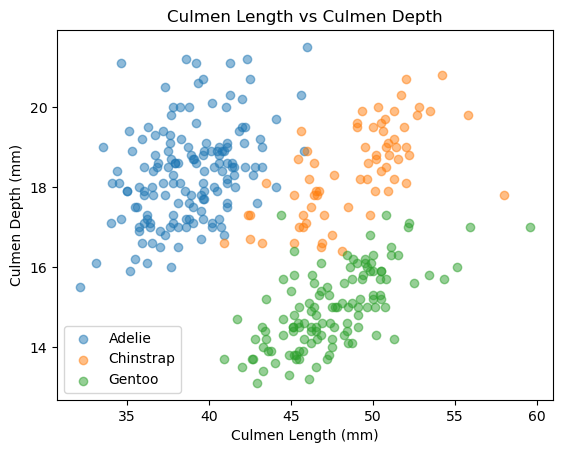 Culmen Length vs Culmen Depth
Culmen Depth (mm)
20
18
16
14
Adelie
Chinstrap
Gentoo
35
40
45
50
55
60
Culmen Length (mm)